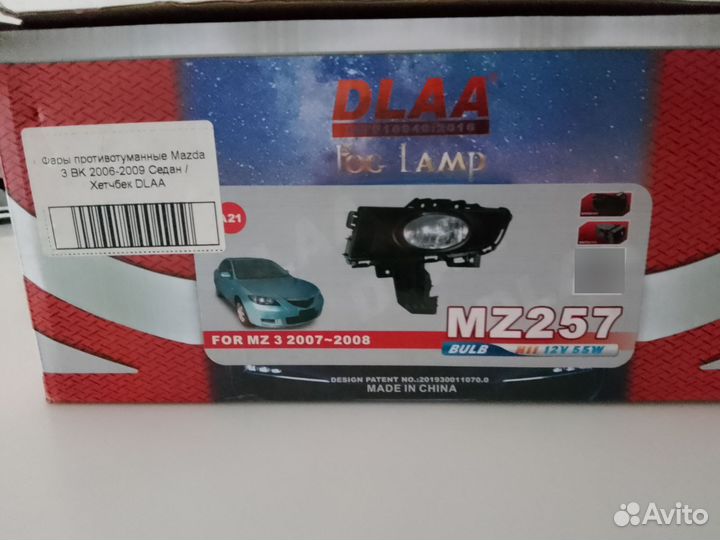 DLAA
Fog Lamp
Фары противотуманные Mazda
3 BK 2006-2009 Седан /
Хетчбек DLAA
A21
FOR MZ 3 2007~2008
MZ257
BULB H11 12V 55W
DESIGN PATENT NO.:201930011070.0
MADE IN CHINA
Avito